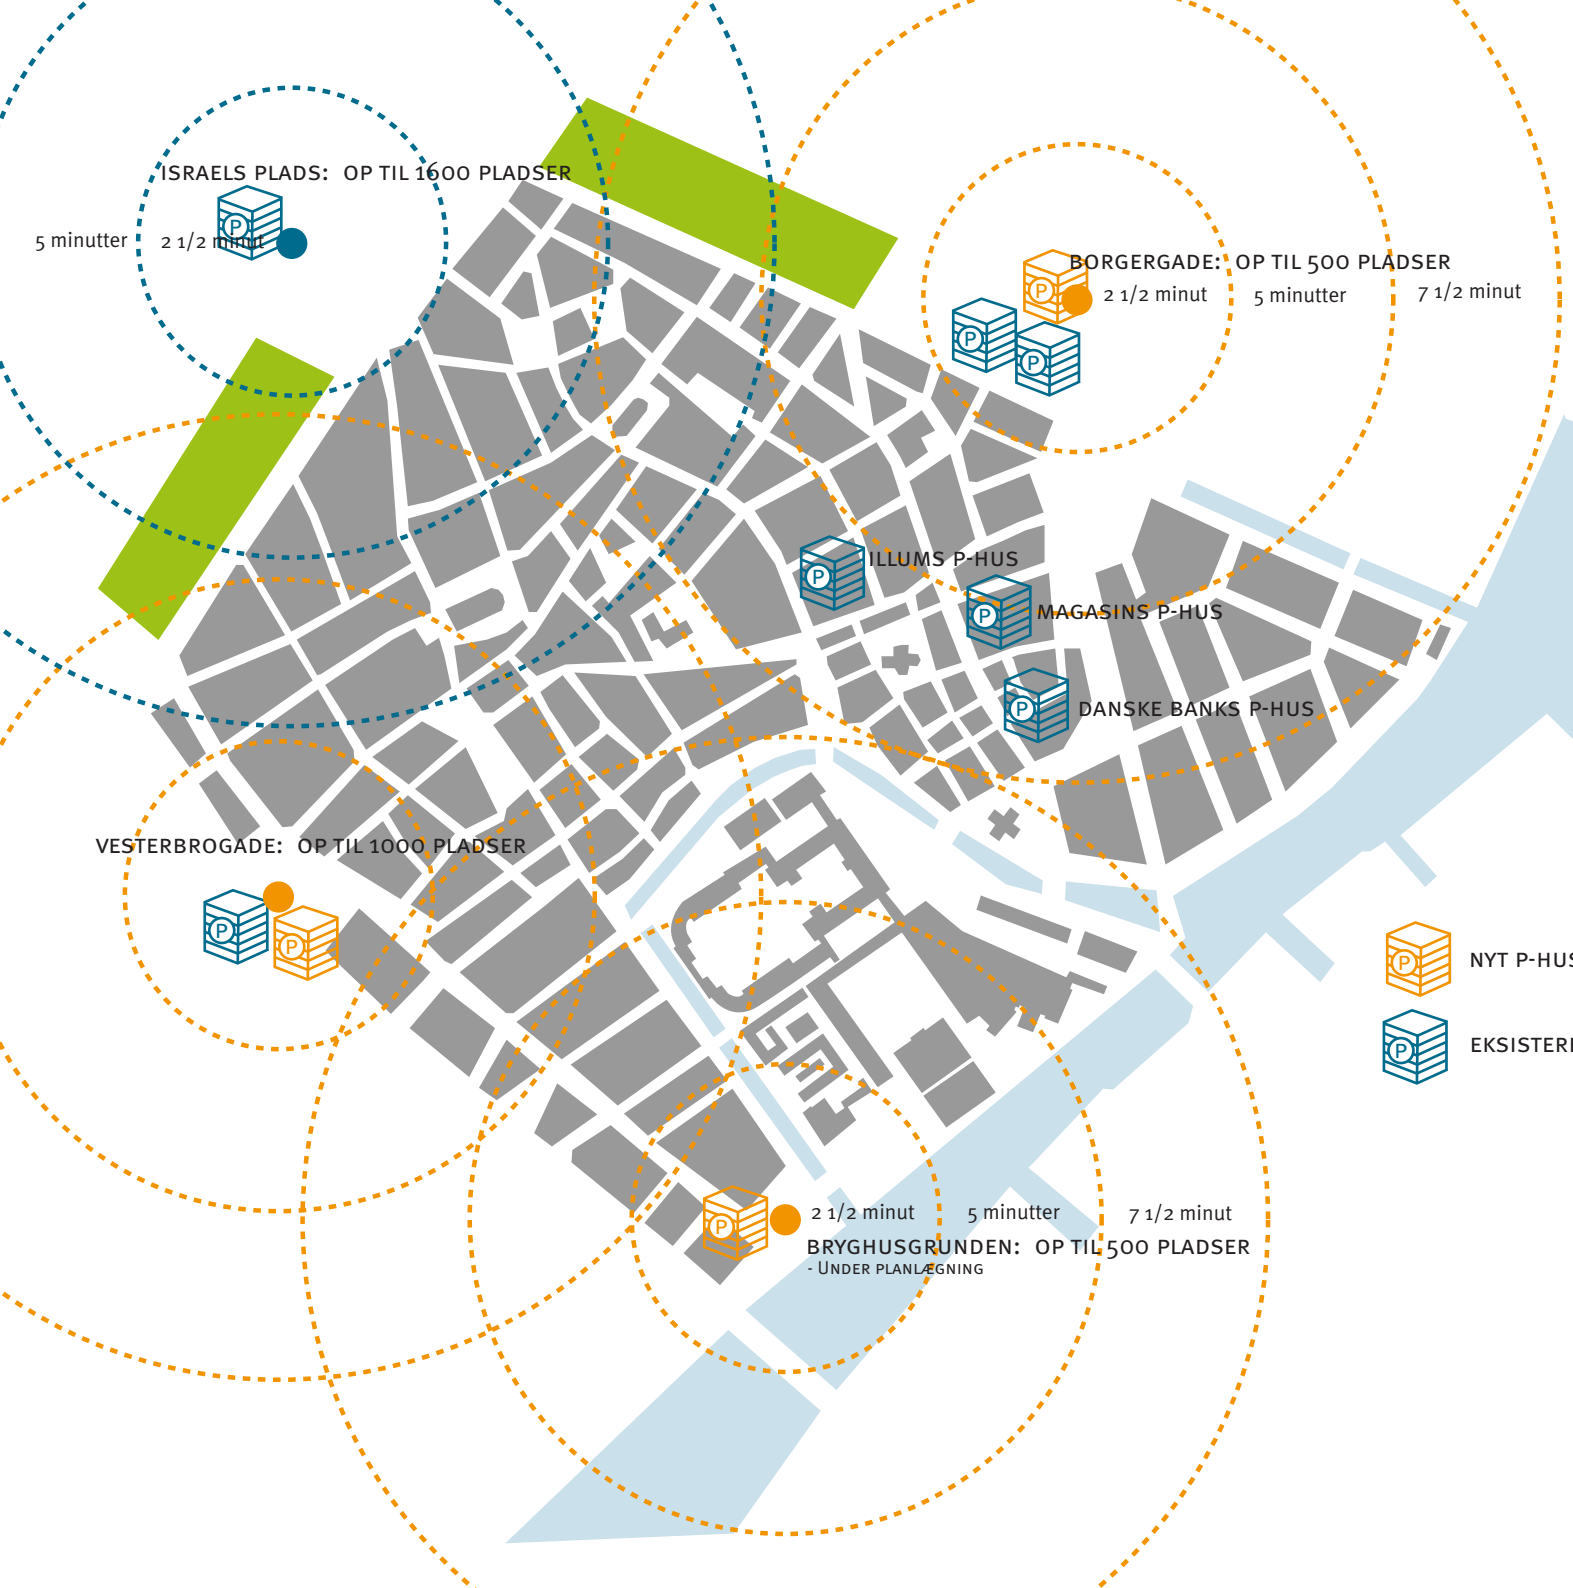 ISRAELS PLADS: OP TIL 1600 PLADSER
5 minutter
2 1/2 minut
BORGERGADE: OP TIL 500 PLADSER
2 1/2 minut
5 minutter
7 1/2 minut
ILLUMS P-HUS
MAGASINS P-HUS
DANSKE BANKS P-HUS
VESTERBROGADE: OP TIL 1000 PLADSER
NYT P-HUS
P
2 1/2 minut
5 minutter
7 1/2 minut
BRYGHUSGRUNDEN: OP TIL 500 PLADSER
- UNDER PLANLÆGNING